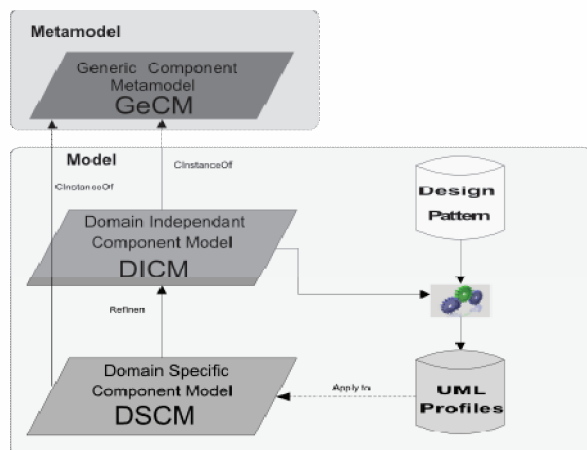 Metamodel
Generic Component
Metamodel
GeCM
Model
CInstanceOf
CInstanceOf
Design
Pattern
Domain Independant
Component Model
DICM
Refines
Domain Specific
Component Model
DSCM
Apply to
UML
Profiles